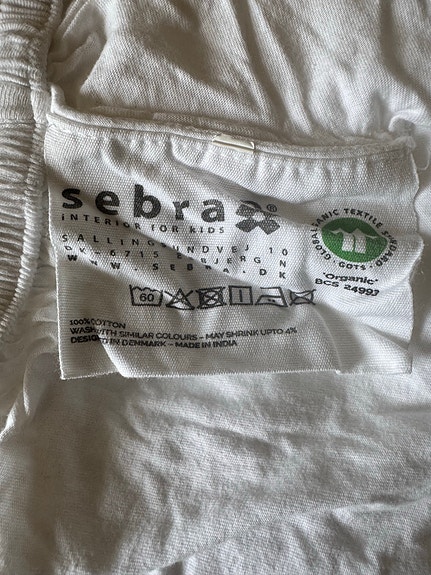 sebra®
INTERIOR FOR KIDS
SALLINGSUNDVEJ 10
DK-6715 ESBJERG N
WWW.SEBRA.DK
GLOBAL ORGANIC TEXTILE STANDARD
·GOTS·
"Organic"
BCS 24993
60
100% COTTON
WASH WITH SIMILAR COLOURS – MAY SHRINK UPTO 4%
DESIGNED IN DENMARK – MADE IN INDIA